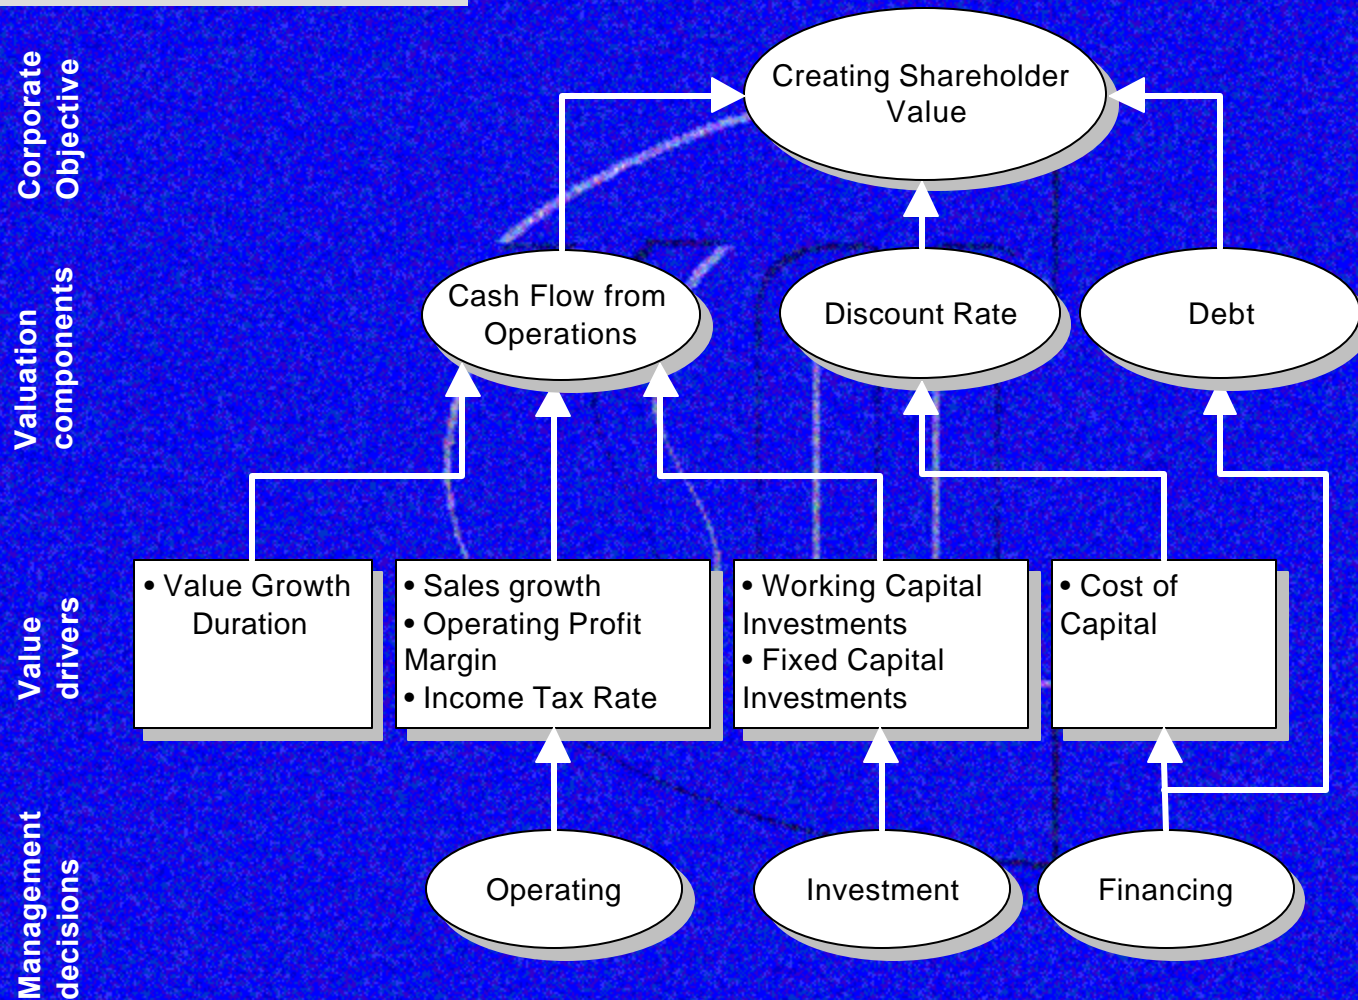 Corporate
Objective
Creating Shareholder
Value
Valuation
components
Cash Flow from
Operations
Discount Rate
Debt
Value
drivers
• Value Growth
Duration
• Sales growth
• Operating Profit
Margin
• Income Tax Rate
• Working Capital
Investments
• Fixed Capital
Investments
• Cost of
Capital
Management
decisions
Operating
Investment
Financing